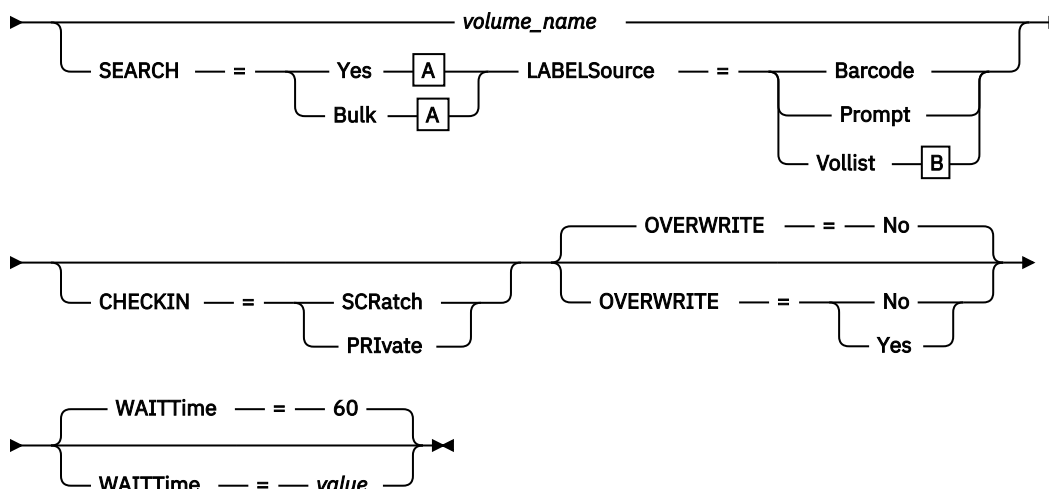 volume_name
SEARCH = Yes A LABELSource = Barcode
Bulk A Prompt
Vollist B
OVERWRITE = No
CHECKIN = SCRatch OVERWRITE = No
PRIvate Yes
WAITTime = 60
WAITTime = value